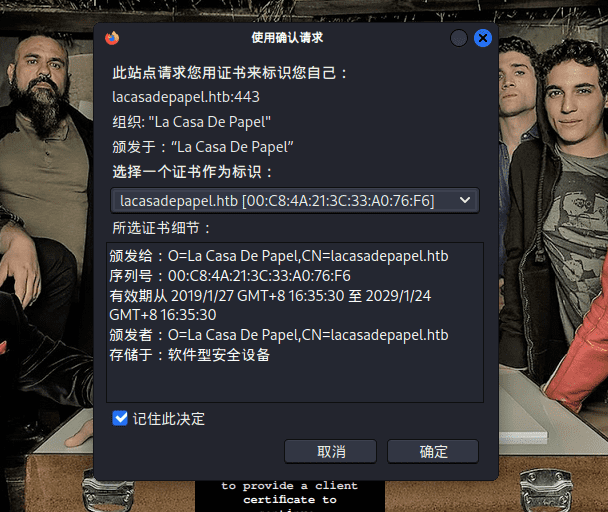 使用确认请求
此站点请求您用证书来标识您自己：
lacasadepapel.htb:443
组织: "La Casa De Papel"
颁发于：“La Casa De Papel”
选择一个证书作为标识：
lacasadepapel.htb [00:C8:4A:21:3C:33:A0:76:F6]
所选证书细节：
颁发给：O=La Casa De Papel,CN=lacasadepapel.htb
序列号：00:C8:4A:21:3C:33:A0:76:F6
有效期从 2019/1/27 GMT+8 16:35:30 至 2029/1/24
GMT+8 16:35:30
颁发者：O=La Casa De Papel,CN=lacasadepapel.htb
存储于：软件型安全设备
记住此决定
取消 确定
to provide a client
certificate to